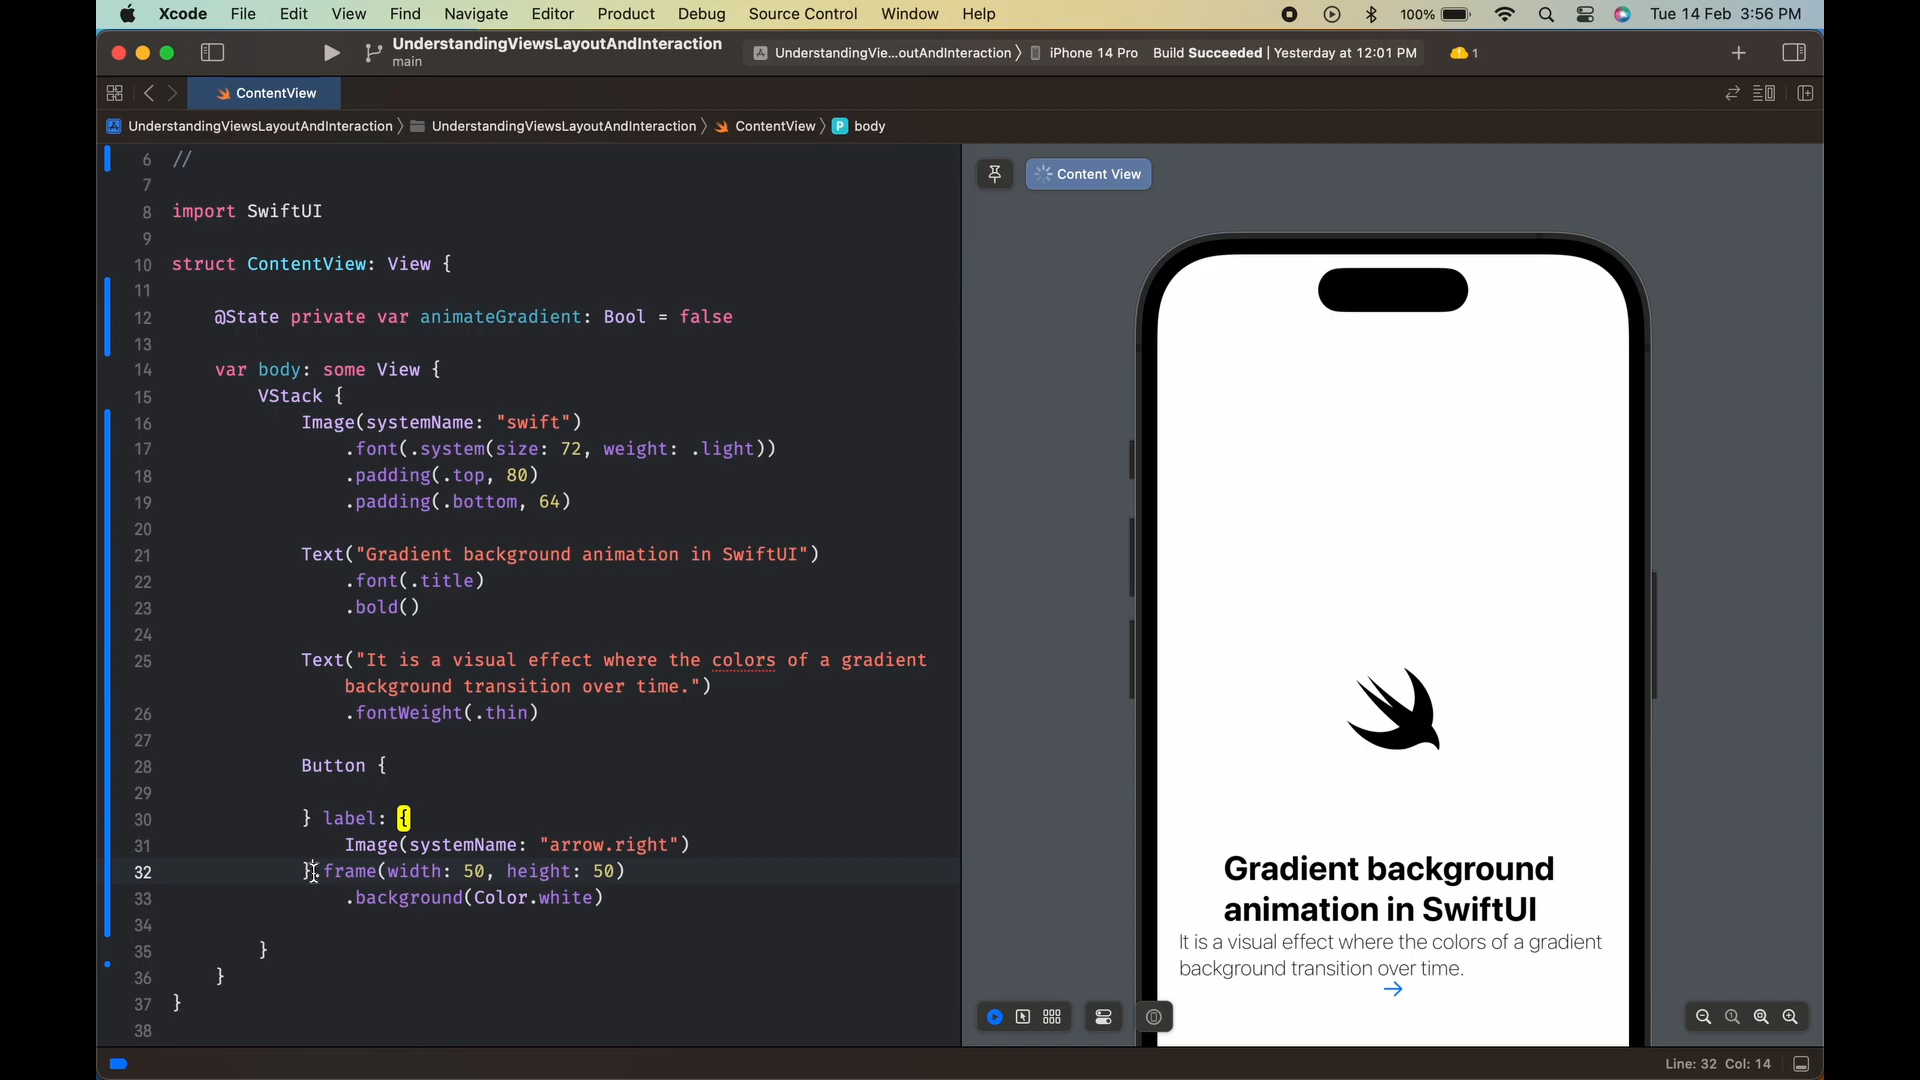 Xcode File Edit View Find Navigate Editor Product Debug Source Control Window Help 100% Tue 14 Feb 3:56 PM
UnderstandingViewsLayoutAndInteraction
main
UnderstandingVie...outAndInteraction 〉 iPhone 14 Pro Build Succeeded | Yesterday at 12:01 PM 1
ContentView
UnderstandingViewsLayoutAndInteraction 〉 UnderstandingViewsLayoutAndInteraction 〉 ContentView 〉 P body
6 //
7
8 import SwiftUI
9
10 struct ContentView: View {
11
12 @State private var animateGradient: Bool = false
13
14 var body: some View {
15 VStack {
16 Image(systemName: "swift")
17 .font(.system(size: 72, weight: .light))
18 .padding(.top, 80)
19 .padding(.bottom, 64)
20
21 Text("Gradient background animation in SwiftUI")
22 .font(.title)
23 .bold()
24
25 Text("It is a visual effect where the colors of a gradient
background transition over time.")
26 .fontWeight(.thin)
27
28 Button {
29
30 } label: {
31 Image(systemName: "arrow.right")
32 }.frame(width: 50, height: 50)
33 .background(Color.white)
34
35 }
36 }
37 }
38
Content View
Gradient background
animation in SwiftUI
It is a visual effect where the colors of a gradient
background transition over time.
Line: 32 Col: 14